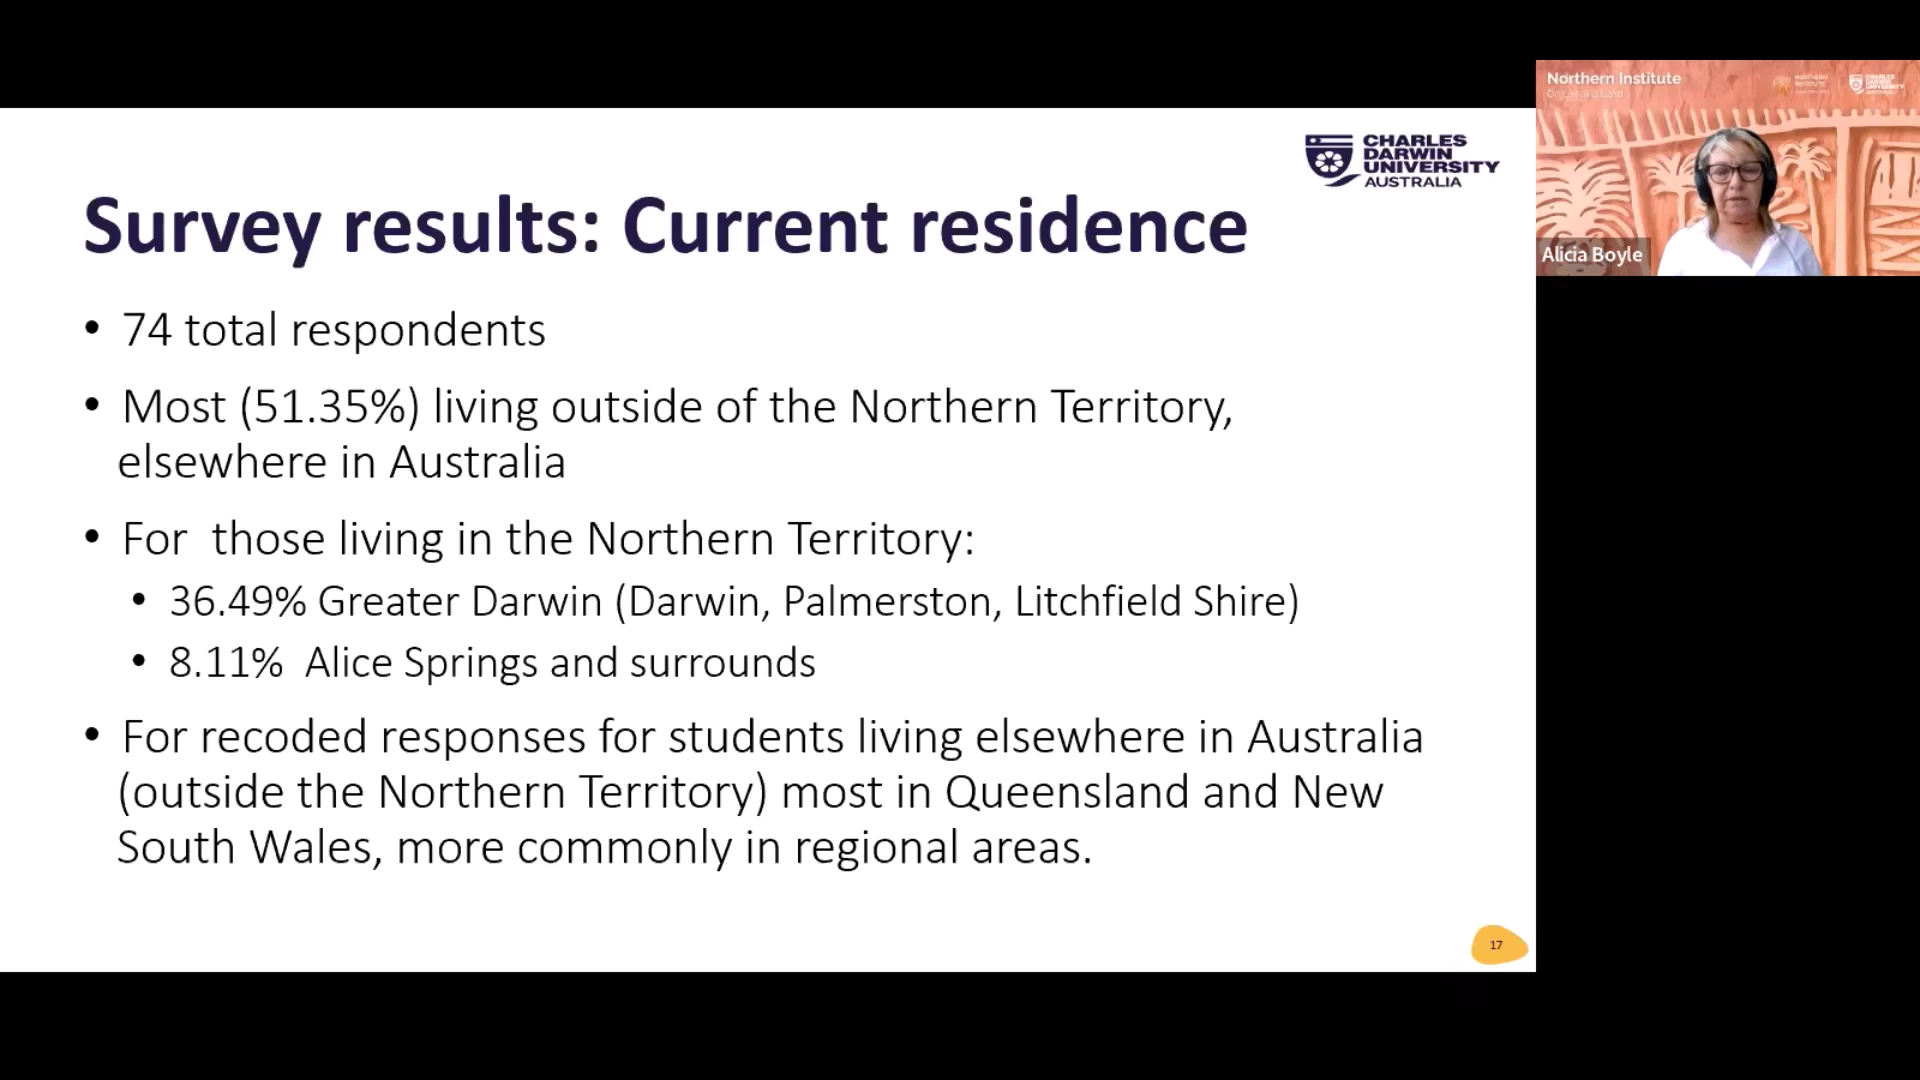 Northern Institute
CHARLES
DARWIN
UNIVERSITY
AUSTRALIA
Alicia Boyle
Survey results: Current residence
• 74 total respondents
• Most (51.35%) living outside of the Northern Territory,
elsewhere in Australia
• For those living in the Northern Territory:
• 36.49% Greater Darwin (Darwin, Palmerston, Litchfield Shire)
• 8.11% Alice Springs and surrounds
• For recoded responses for students living elsewhere in Australia
(outside the Northern Territory) most in Queensland and New
South Wales, more commonly in regional areas.
17